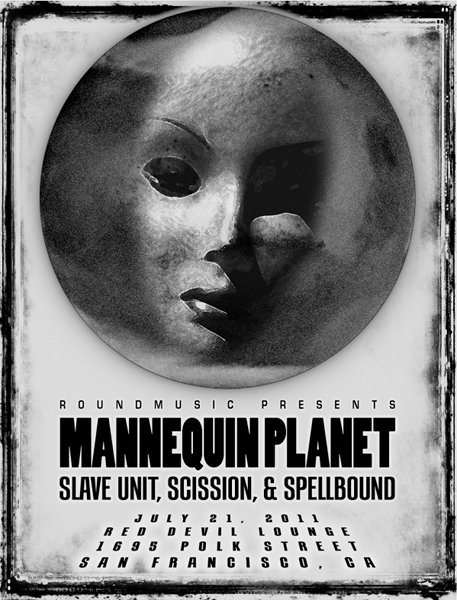 ROUNDMUSIC PRESENTS
MANNEQUIN PLANET
SLAVE UNIT, SCISSION, & SPELLBOUND
JULY 21, 2011
RED DEVIL LOUNGE
1695 POLK STREET
SAN FRANCISCO, CA